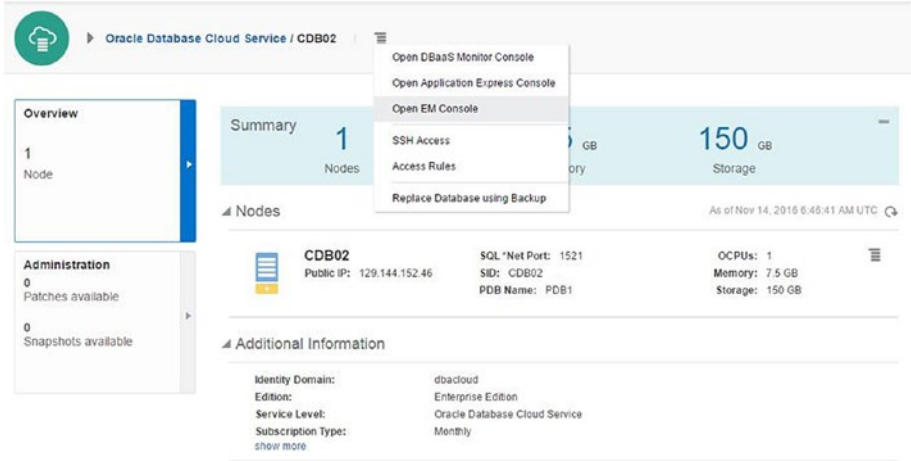 Oracle Database Cloud Service / CDB02
Open DBaaS Monitor Console
Open Application Express Console
Open EM Console
SSH Access
Access Rules
Replace Database using Backup
Overview
1
Node
Administration
0
Patches available
0
Snapshots available
Summary
1
Nodes
GB
150 GB
Storage
Nodes
As of Nov 14, 2016 6:46:41 AM UTC
CDB02
Public IP: 129.144.152.46
SQL *Net Port: 1521
SID: CDB02
PDB Name: PDB1
OCPUs: 1
Memory: 7.5 GB
Storage: 150 GB
Additional Information
Identity Domain: dbacloud
Edition: Enterprise Edition
Service Level: Oracle Database Cloud Service
Subscription Type: Monthly
show more